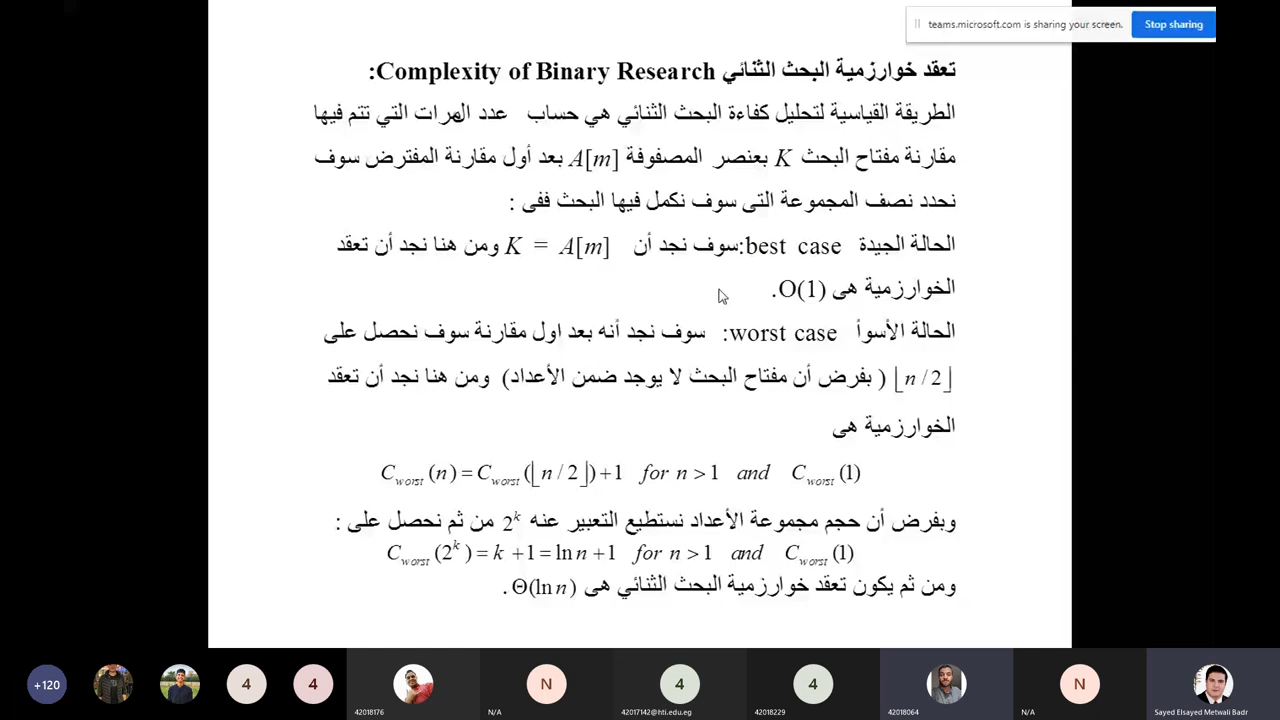 teams.microsoft.com is sharing your screen. Stop sharing
تعقد خوارزمية البحث الثنائي Complexity of Binary Research:
الطريقة القياسية لتحليل كفاءة البحث الثنائي هي حساب عدد المرات التي تتم فيها
مقارنة مفتاح البحث K بعنصر المصفوفة A[m] بعد أول مقارنة المفترض سوف
نحدد نصف المجموعة التى سوف نكمل فيها البحث ففى :
الحالة الجيدة best case: سوف نجد أن K = A[m] ومن هنا نجد أن تعقد
الخوارزمية هى O(1).
الحالة الأسوأ worst case: سوف نجد أنه بعد اول مقارنة سوف نحصل على
⌊n/2⌋ ( بفرض أن مفتاح البحث لا يوجد ضمن الأعداد) ومن هنا نجد أن تعقد
الخوارزمية هى
C_worst (n) = C_worst (⌊n/2⌋) + 1 for n > 1 and C_worst (1)
وبفرض أن حجم مجموعة الأعداد نستطيع التعبير عنه 2^k من ثم نحصل على :
C_worst (2^k) = k + 1 = ln n + 1 for n > 1 and C_worst (1)
ومن ثم يكون تعقد خوارزمية البحث الثنائي هى Θ(ln n) .
+120 4 4 N 4 4 N
42018176 N/A 42017142@hti.edu.eg 42018229 42018064 N/A Sayed Elsayed Metwali Badr